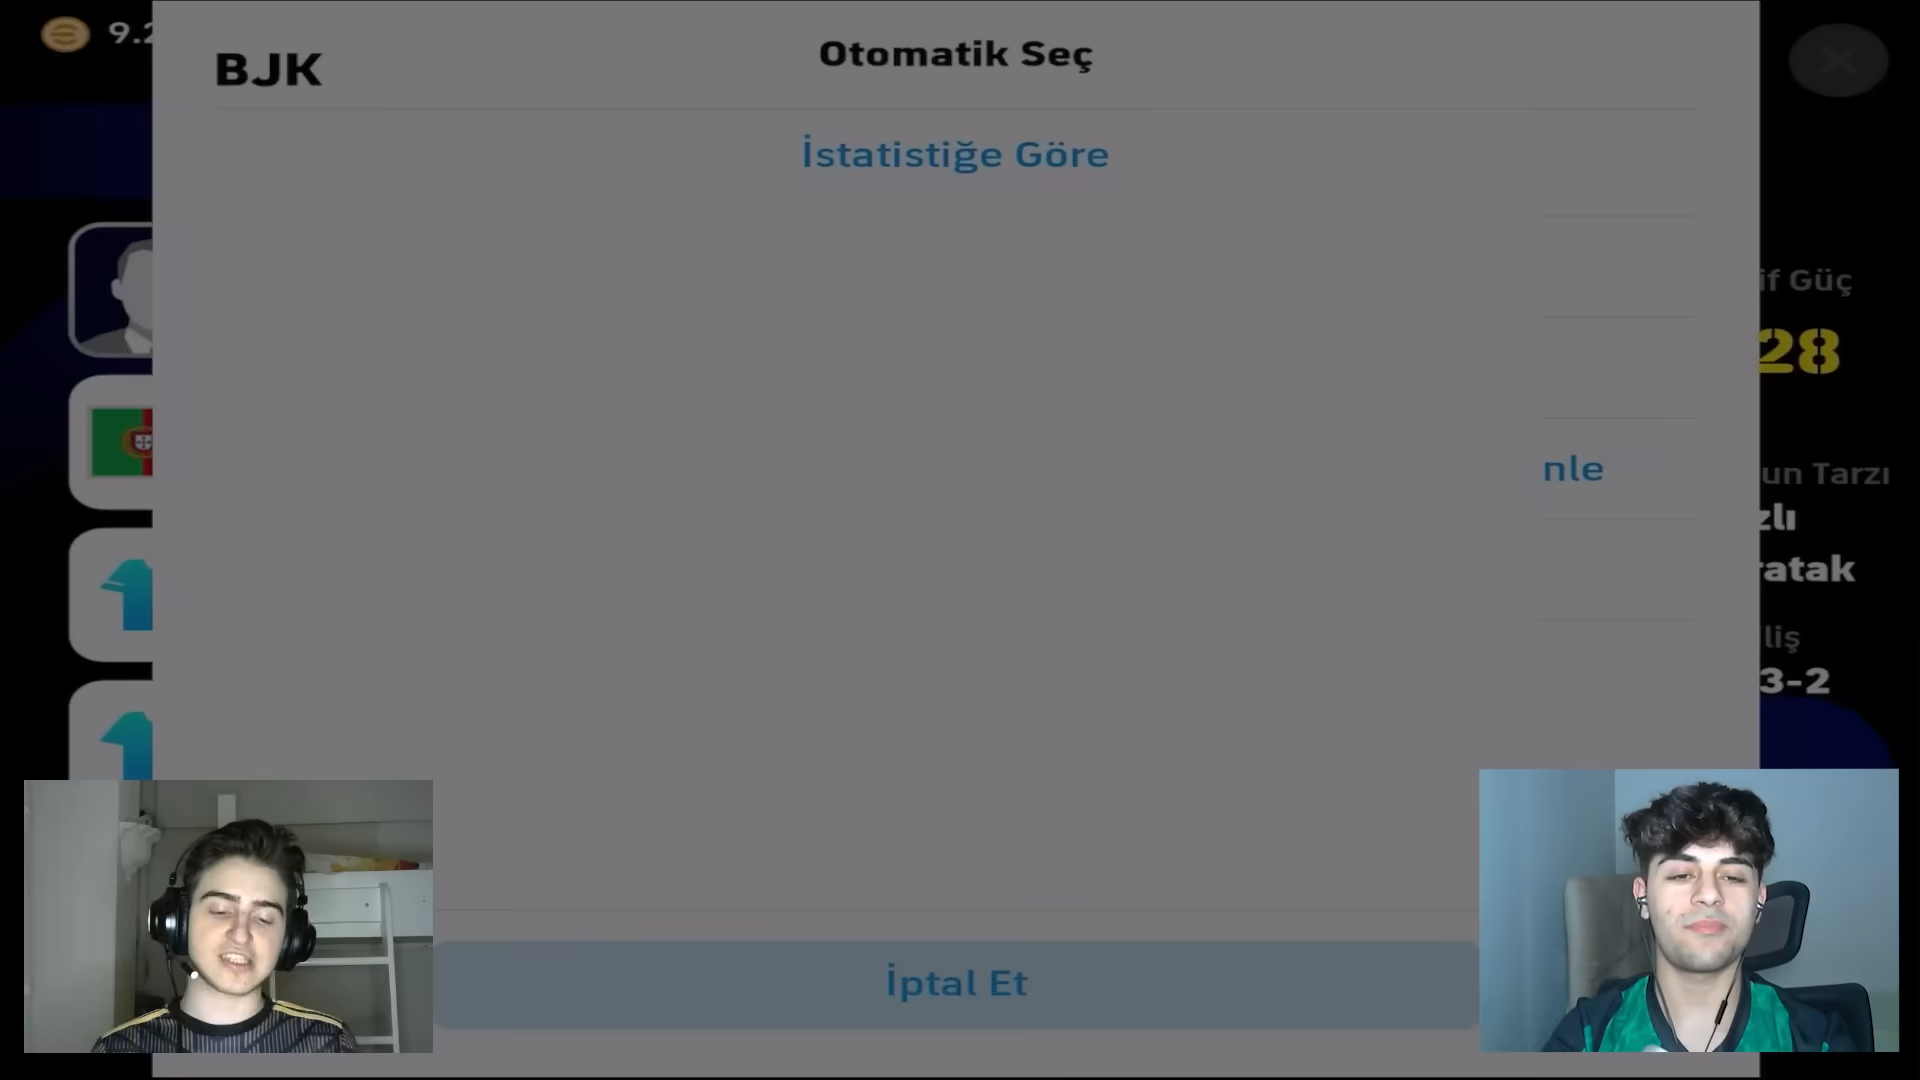 9.2
BJK
Otomatik Seç
İstatistiğe Göre
if Güç
28
nle
un Tarzı
zlı
ratak
liş
3-2
İptal Et